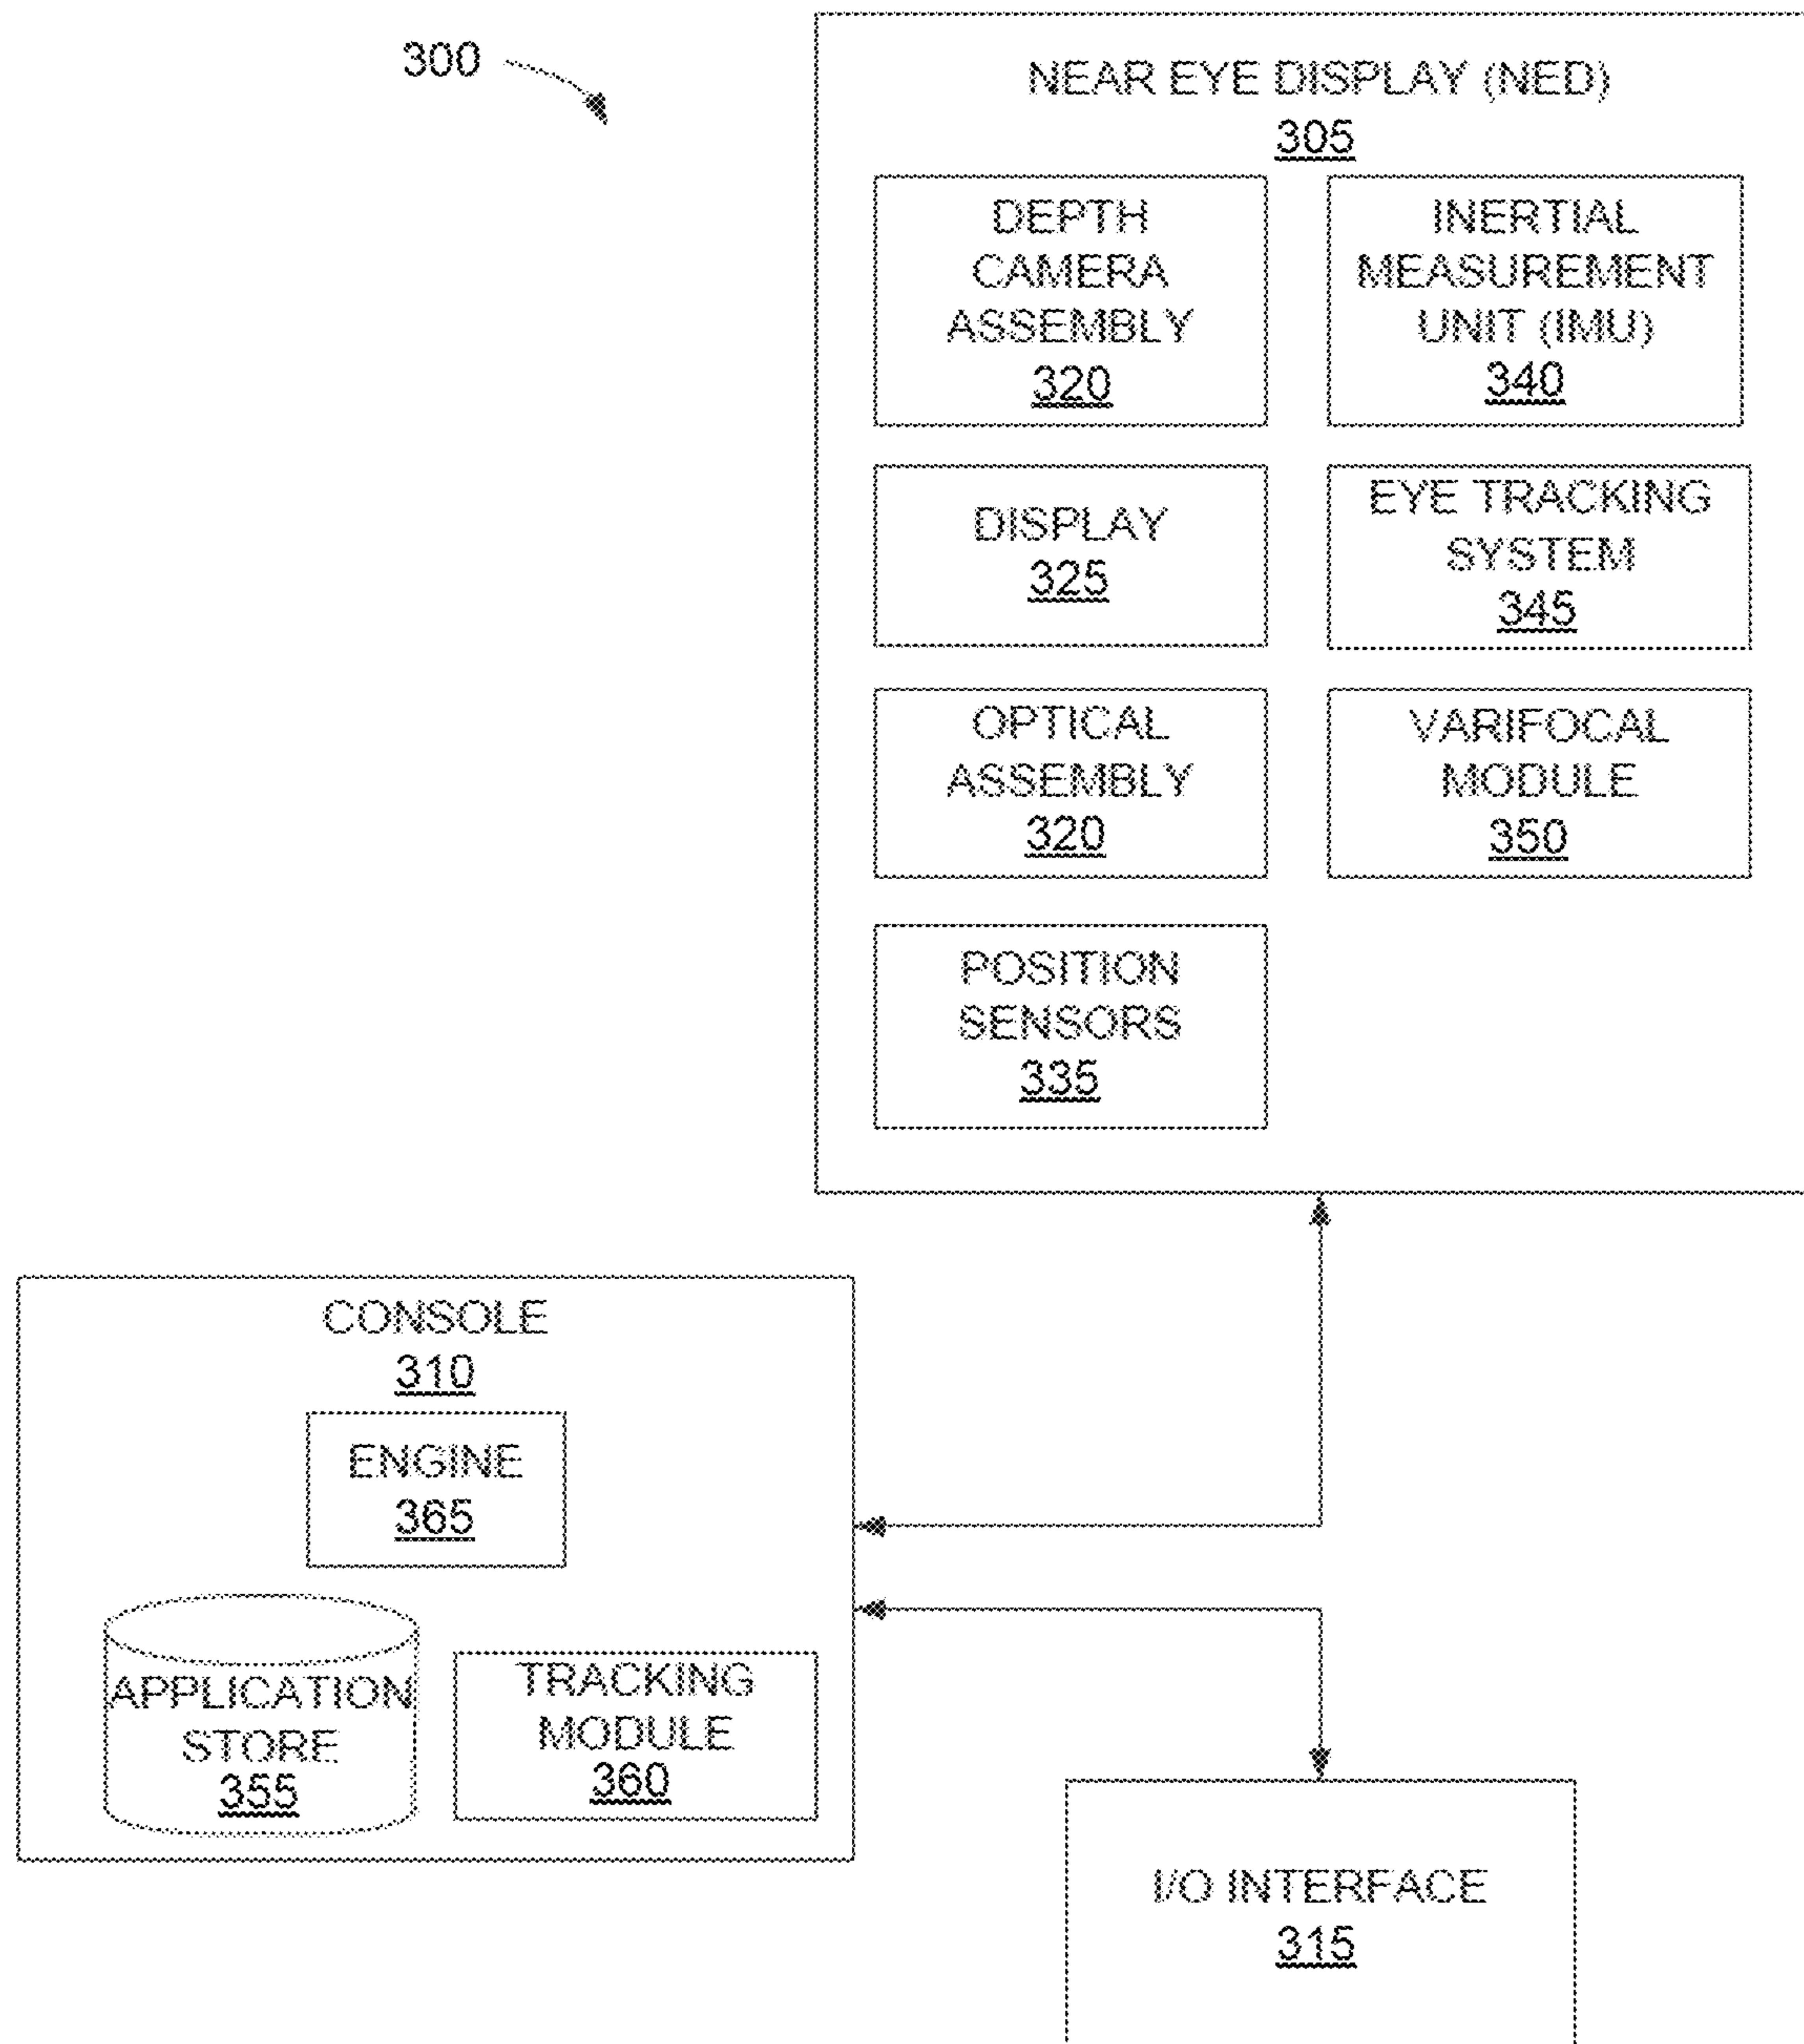 300
NEAR EYE DISPLAY (NED)
305
DEPTH
CAMERA
ASSEMBLY
320
INERTIAL
MEASUREMENT
UNIT (IMU)
340
DISPLAY
325
EYE TRACKING
SYSTEM
345
OPTICAL
ASSEMBLY
320
VARIFOCAL
MODULE
350
POSITION
SENSORS
335
CONSOLE
310
ENGINE
365
APPLICATION
STORE
355
TRACKING
MODULE
360
I/O INTERFACE
315